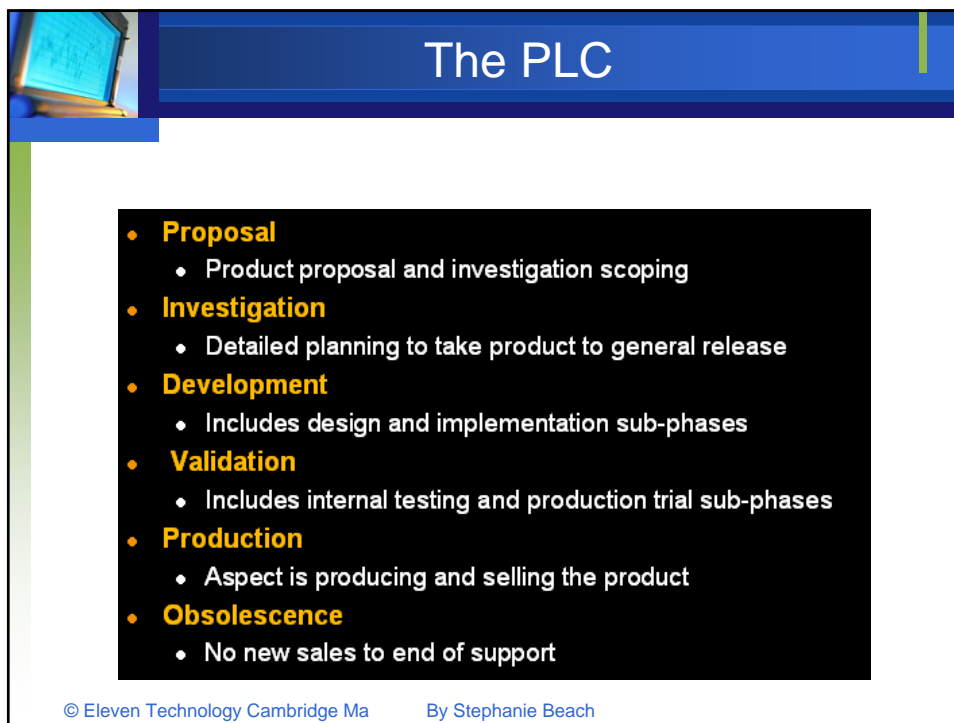 The PLC
• Proposal
• Product proposal and investigation scoping
• Investigation
• Detailed planning to take product to general release
• Development
• Includes design and implementation sub-phases
• Validation
• Includes internal testing and production trial sub-phases
• Production
• Aspect is producing and selling the product
• Obsolescence
• No new sales to end of support
© Eleven Technology Cambridge Ma By Stephanie Beach